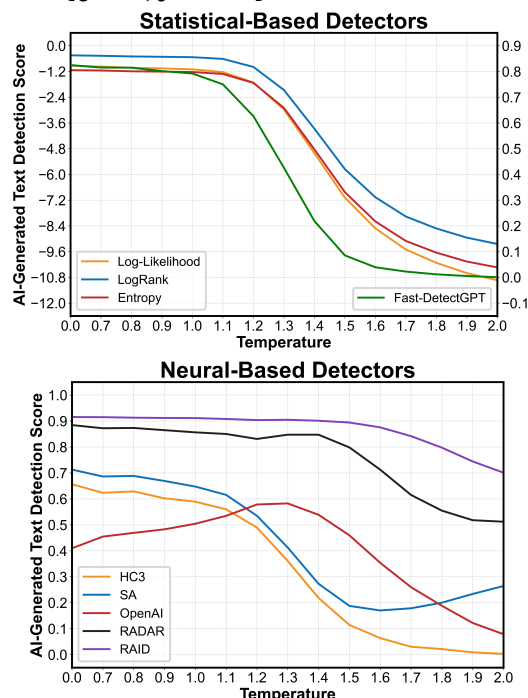 Statistical-Based Detectors
AI-Generated Text Detection Score
0.0
−1.2
−2.4
−3.6
−4.8
−6.0
−7.2
−8.4
−9.6
−10.8
−12.0
0.9
0.8
0.7
0.6
0.5
0.4
0.3
0.2
0.1
0.0
−0.1
Log-Likelihood
LogRank
Entropy
Fast-DetectGPT
0.0 0.7 0.8 0.9 1.0 1.1 1.2 1.3 1.4 1.5 1.6 1.7 1.8 1.9 2.0
Temperature
Neural-Based Detectors
AI-Generated Text Detection Score
1.0
0.9
0.8
0.7
0.6
0.5
0.4
0.3
0.2
0.1
0.0
HC3
SA
OpenAI
RADAR
RAID
0.0 0.7 0.8 0.9 1.0 1.1 1.2 1.3 1.4 1.5 1.6 1.7 1.8 1.9 2.0
Temperature